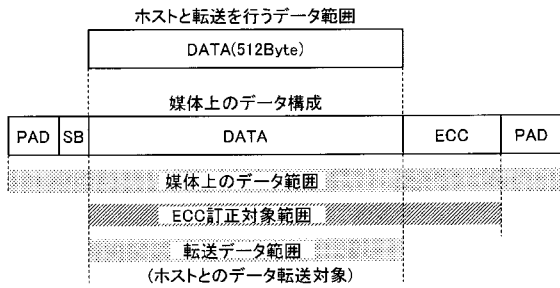 ホストと転送を行うデータ範囲
DATA(512Byte)
媒体上のデータ構成
PAD SB DATA ECC PAD
媒体上のデータ範囲
ECC訂正対象範囲
転送データ範囲
(ホストとのデータ転送対象)